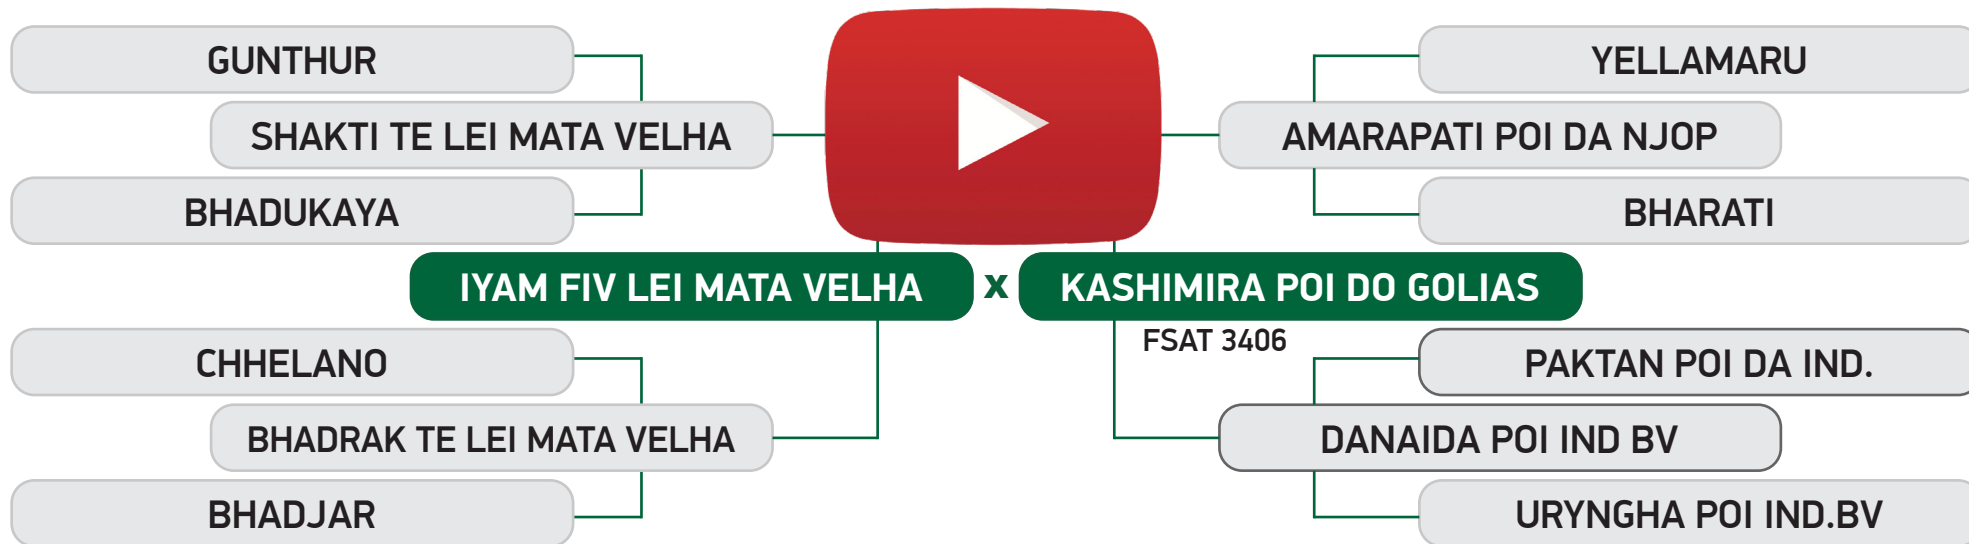 GUNTHUR
YELLAMARU
SHAKTI TE LEI MATA VELHA
AMARAPATI POI DA NJOP
BHADUKAYA
BHARATI
IYAM FIV LEI MATA VELHA x KASHIMIRA POI DO GOLIAS
FSAT 3406
CHHELANO
PAKTAN POI DA IND.
BHADRAK TE LEI MATA VELHA
DANAIDA POI IND BV
BHADJAR
URYNGHA POI IND.BV